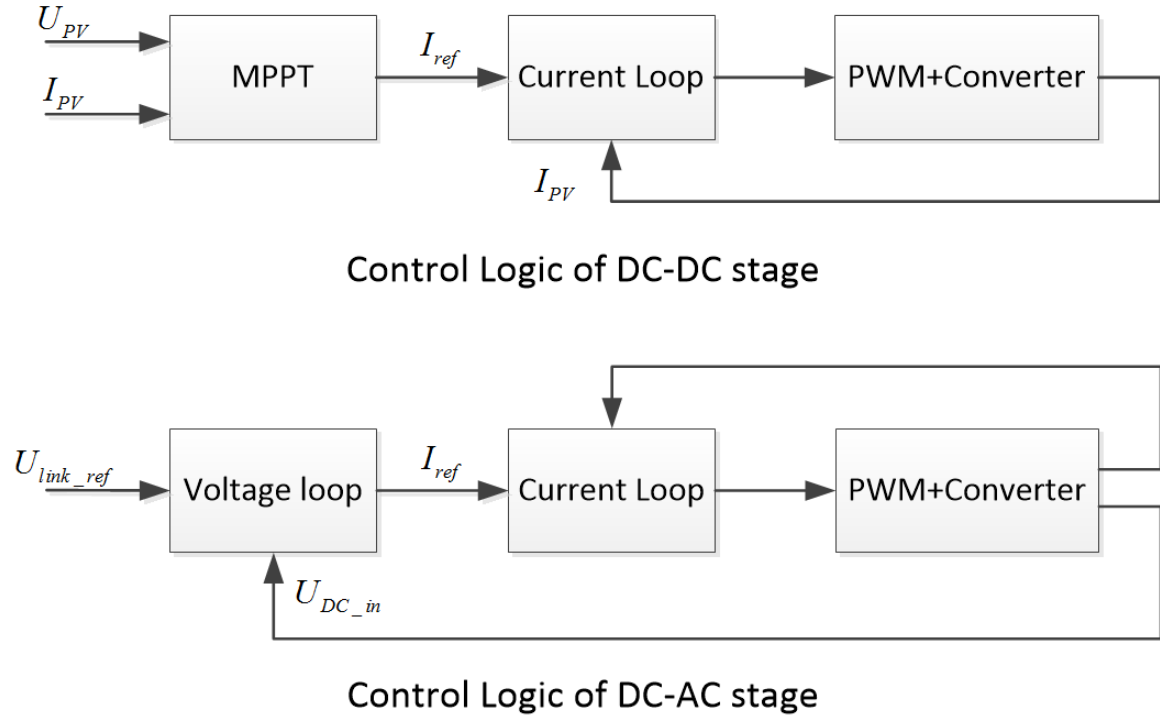 U_PV
I_PV
MPPT
I_ref
Current Loop
PWM+Converter
I_PV
Control Logic of DC-DC stage
U_link_ref
Voltage loop
I_ref
Current Loop
PWM+Converter
U_DC_in
Control Logic of DC-AC stage